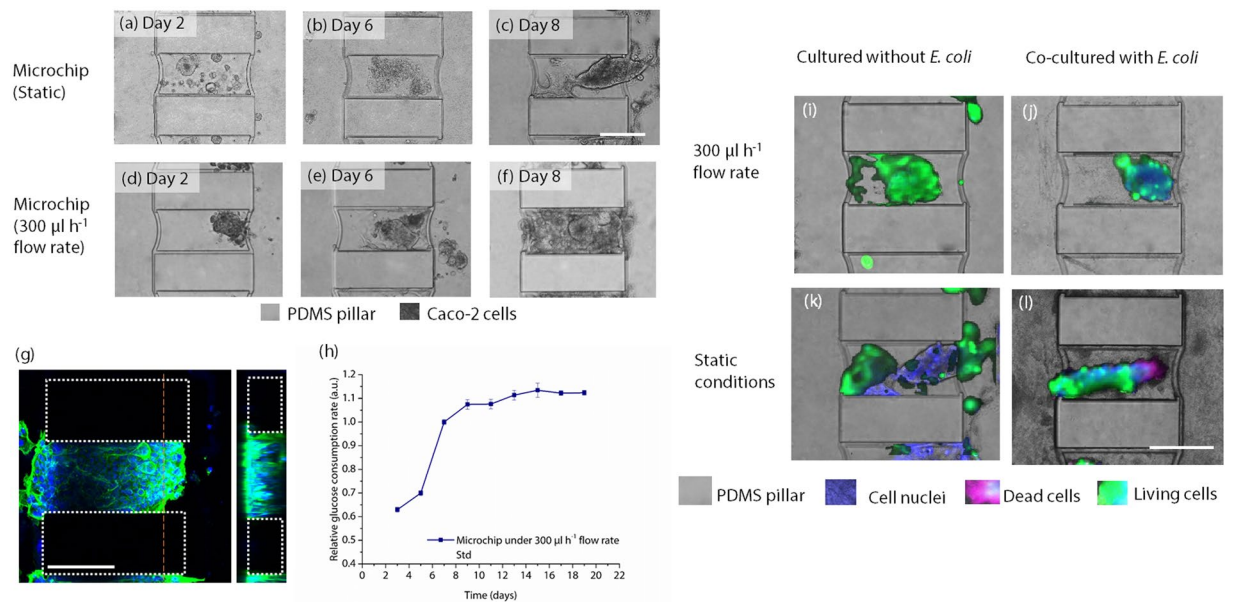 (a) Day 2
(b) Day 6
(c) Day 8
Microchip
(Static)
(d) Day 2
(e) Day 6
(f) Day 8
Microchip
(300 µl h⁻¹
flow rate)
PDMS pillar
Caco-2 cells
(g)
(h)
Relative glucose consumption rate (a.u.)
1.2
1.1
1.0
0.9
0.8
0.7
0.6
0.5
0.4
0 2 4 6 8 10 12 14 16 18 20 22
Time (days)
Microchip under 300 µl h⁻¹ flow rate
Std
Cultured without E. coli
Co-cultured with E. coli
300 µl h⁻¹
flow rate
(i)
(j)
Static
conditions
(k)
(l)
PDMS pillar
Cell nuclei
Dead cells
Living cells